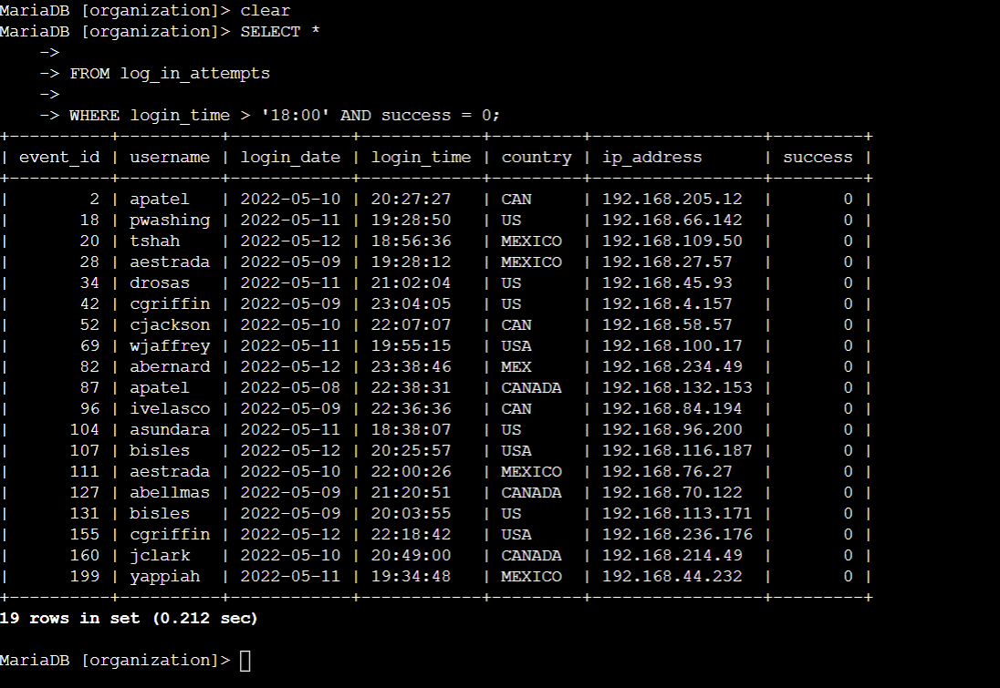 MariaDB [organization]> clear
MariaDB [organization]> SELECT *
    ->
    -> FROM log_in_attempts
    ->
    -> WHERE login_time > '18:00' AND success = 0;
+----------+----------+------------+------------+---------+-----------------+---------+
| event_id | username | login_date | login_time | country | ip_address      | success |
+----------+----------+------------+------------+---------+-----------------+---------+
|        2 | apatel   | 2022-05-10 | 20:27:27   | CAN     | 192.168.205.12  |       0 |
|       18 | pwashing | 2022-05-11 | 19:28:50   | US      | 192.168.66.142  |       0 |
|       20 | tshah    | 2022-05-12 | 18:56:36   | MEXICO  | 192.168.109.50  |       0 |
|       28 | aestrada | 2022-05-09 | 19:28:12   | MEXICO  | 192.168.27.57   |       0 |
|       34 | drosas   | 2022-05-11 | 21:02:04   | US      | 192.168.45.93   |       0 |
|       42 | cgriffin | 2022-05-09 | 23:04:05   | US      | 192.168.4.157   |       0 |
|       52 | cjackson | 2022-05-10 | 22:07:07   | CAN     | 192.168.58.57   |       0 |
|       69 | wjaffrey | 2022-05-11 | 19:55:15   | USA     | 192.168.100.17  |       0 |
|       82 | abernard | 2022-05-12 | 23:38:46   | MEX     | 192.168.234.49  |       0 |
|       87 | apatel   | 2022-05-08 | 22:38:31   | CANADA  | 192.168.132.153 |       0 |
|       96 | ivelasco | 2022-05-09 | 22:36:36   | CAN     | 192.168.84.194  |       0 |
|      104 | asundara | 2022-05-11 | 18:38:07   | US      | 192.168.96.200  |       0 |
|      107 | bisles   | 2022-05-12 | 20:25:57   | USA     | 192.168.116.187 |       0 |
|      111 | aestrada | 2022-05-10 | 22:00:26   | MEXICO  | 192.168.76.27   |       0 |
|      127 | abellmas | 2022-05-09 | 21:20:51   | CANADA  | 192.168.70.122  |       0 |
|      131 | bisles   | 2022-05-09 | 20:03:55   | US      | 192.168.113.171 |       0 |
|      155 | cgriffin | 2022-05-12 | 22:18:42   | USA     | 192.168.236.176 |       0 |
|      160 | jclark   | 2022-05-10 | 20:49:00   | CANADA  | 192.168.214.49  |       0 |
|      199 | yappiah  | 2022-05-11 | 19:34:48   | MEXICO  | 192.168.44.232  |       0 |
+----------+----------+------------+------------+---------+-----------------+---------+
19 rows in set (0.212 sec)
MariaDB [organization]>